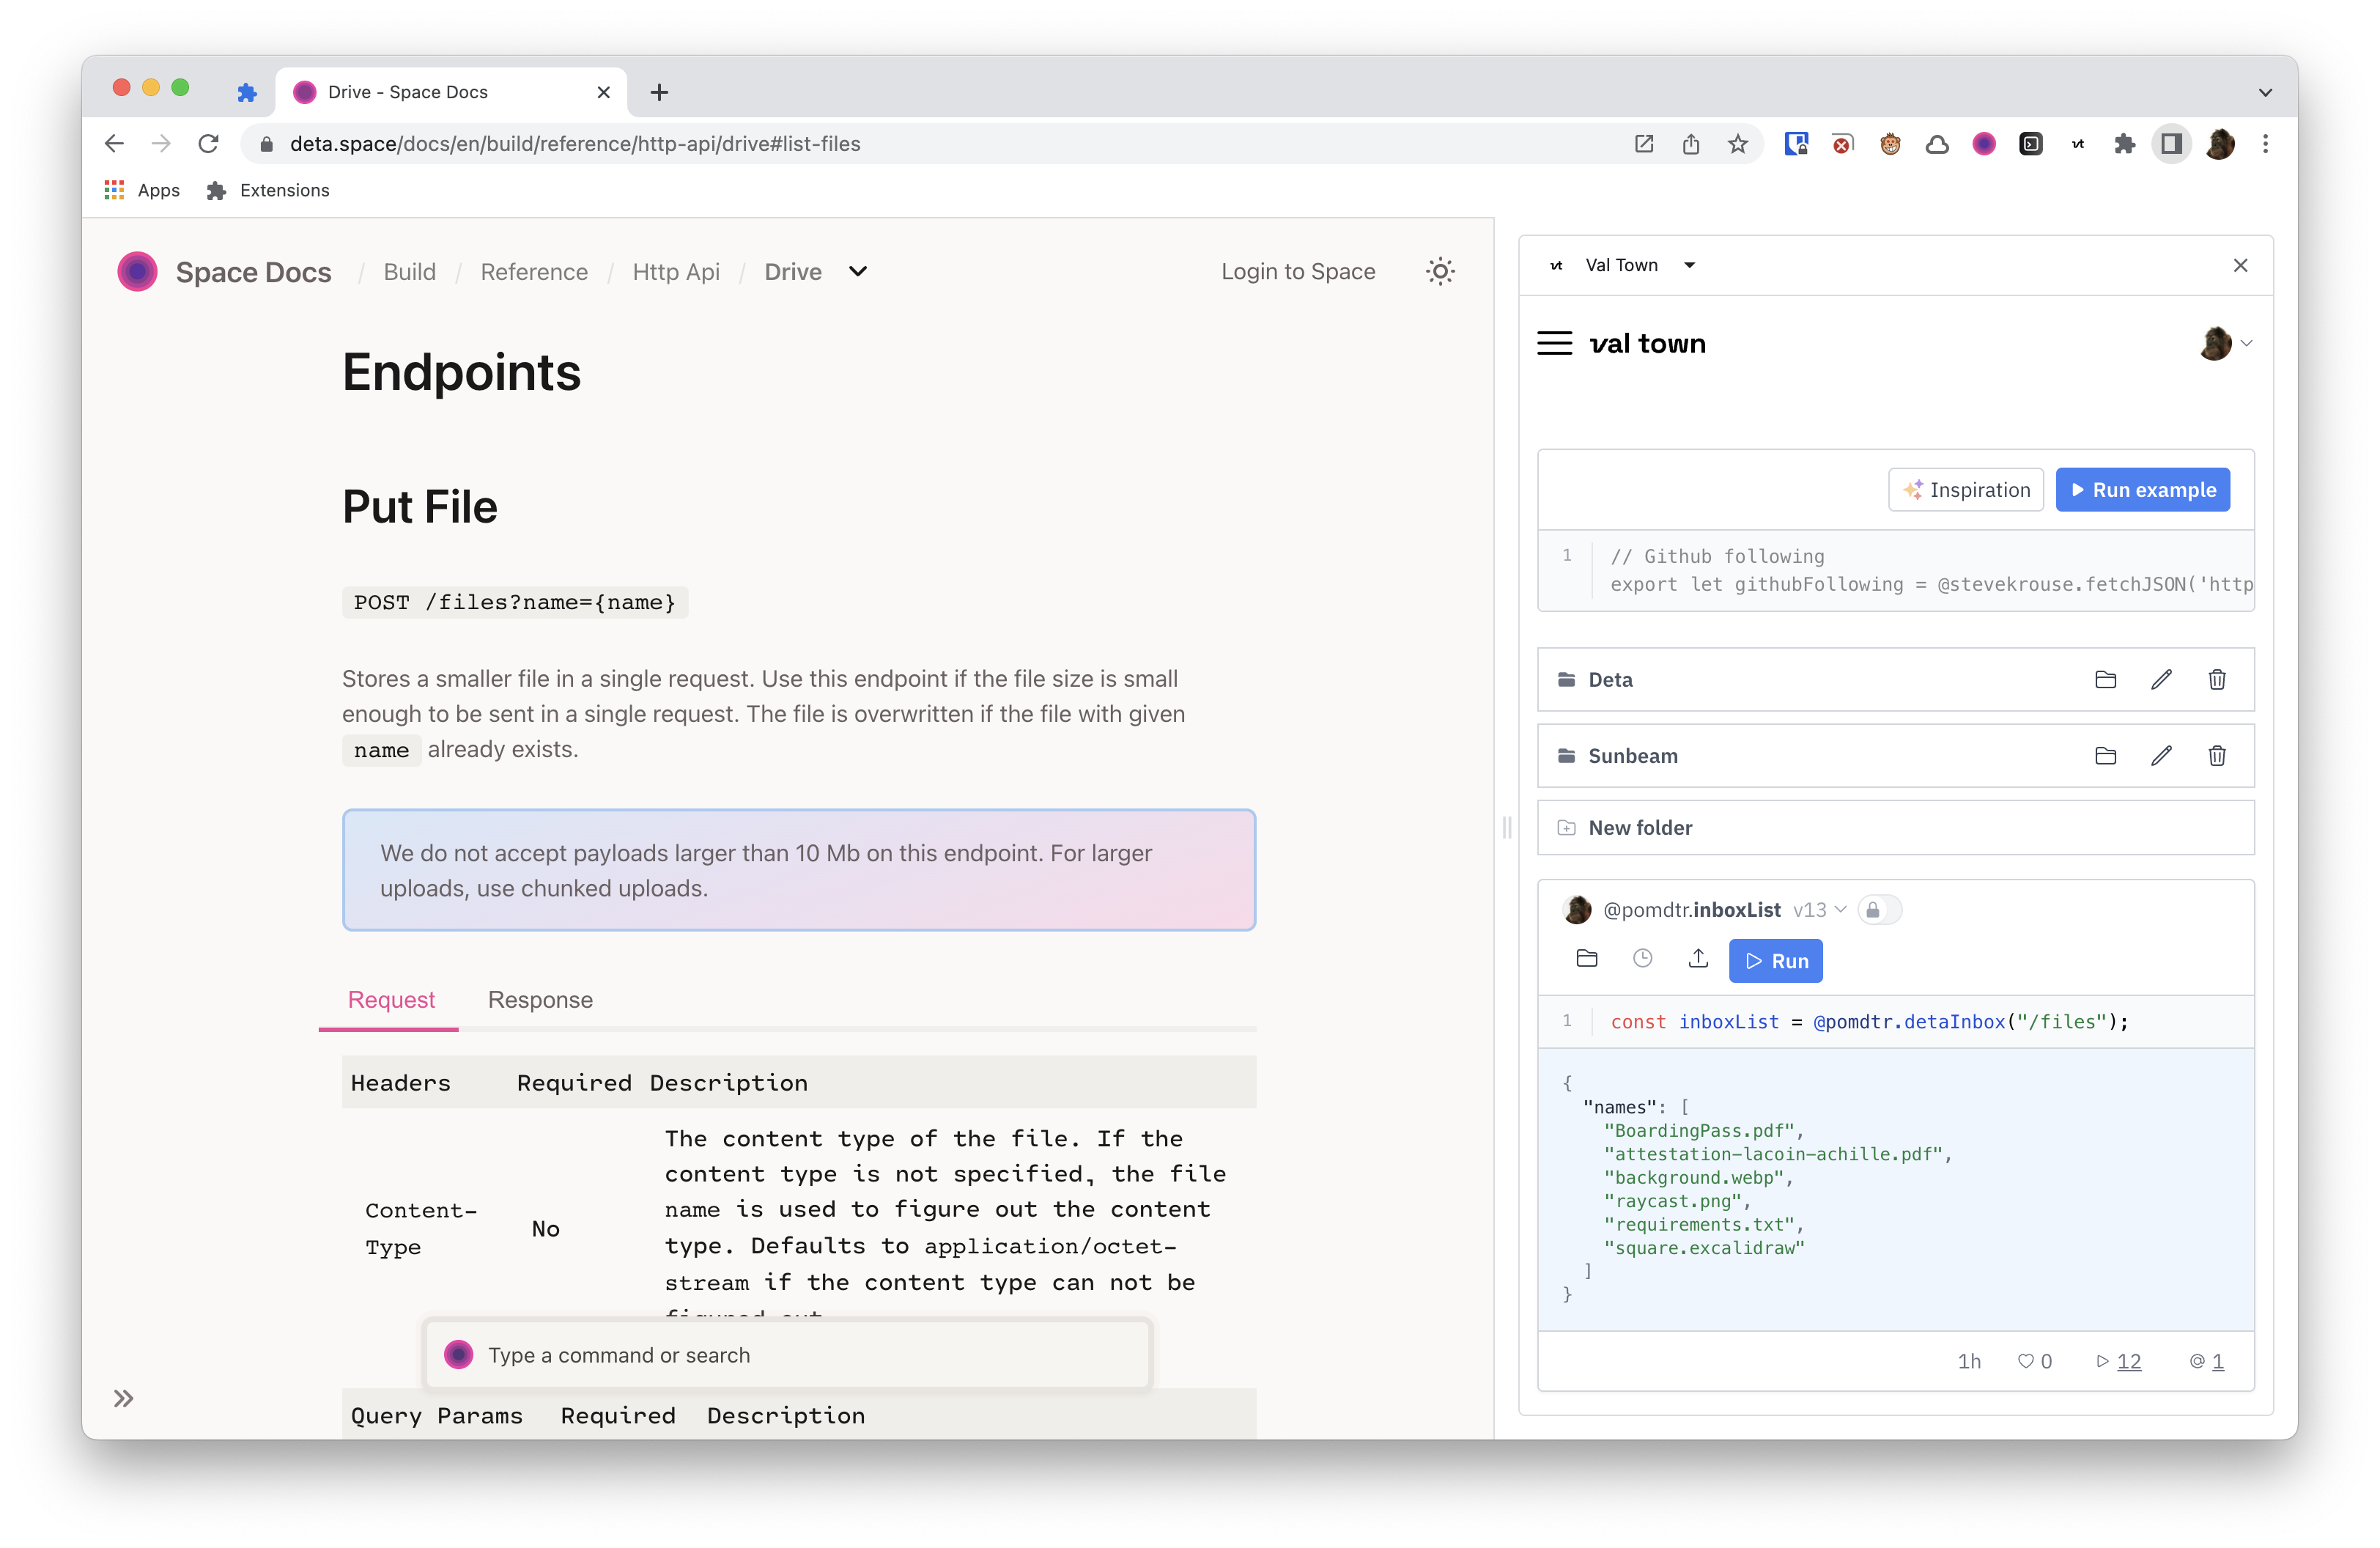 Drive - Space Docs
deta.space/docs/en/build/reference/http-api/drive#list-files
vt
Apps
Extensions
Space Docs / Build / Reference / Http Api / Drive
Login to Space
Endpoints
Put File
POST /files?name={name}
Stores a smaller file in a single request. Use this endpoint if the file size is small
enough to be sent in a single request. The file is overwritten if the file with given
name already exists.
We do not accept payloads larger than 10 Mb on this endpoint. For larger
uploads, use chunked uploads.
Request Response
Headers Required Description
Content-
Type
No
The content type of the file. If the
content type is not specified, the file
name is used to figure out the content
type. Defaults to application/octet-
stream if the content type can not be
figured out.
Type a command or search
Query Params Required Description
vt Val Town
val town
Inspiration
Run example
1 // Github following
export let githubFollowing = @stevekrouse.fetchJSON('http
Deta
Sunbeam
New folder
@pomdtr.inboxList v13
Run
1 const inboxList = @pomdtr.detaInbox("/files");
{
"names": [
"BoardingPass.pdf",
"attestation-lacoin-achille.pdf",
"background.webp",
"raycast.png",
"requirements.txt",
"square.excalidraw"
]
}
1h 0 12 @ 1